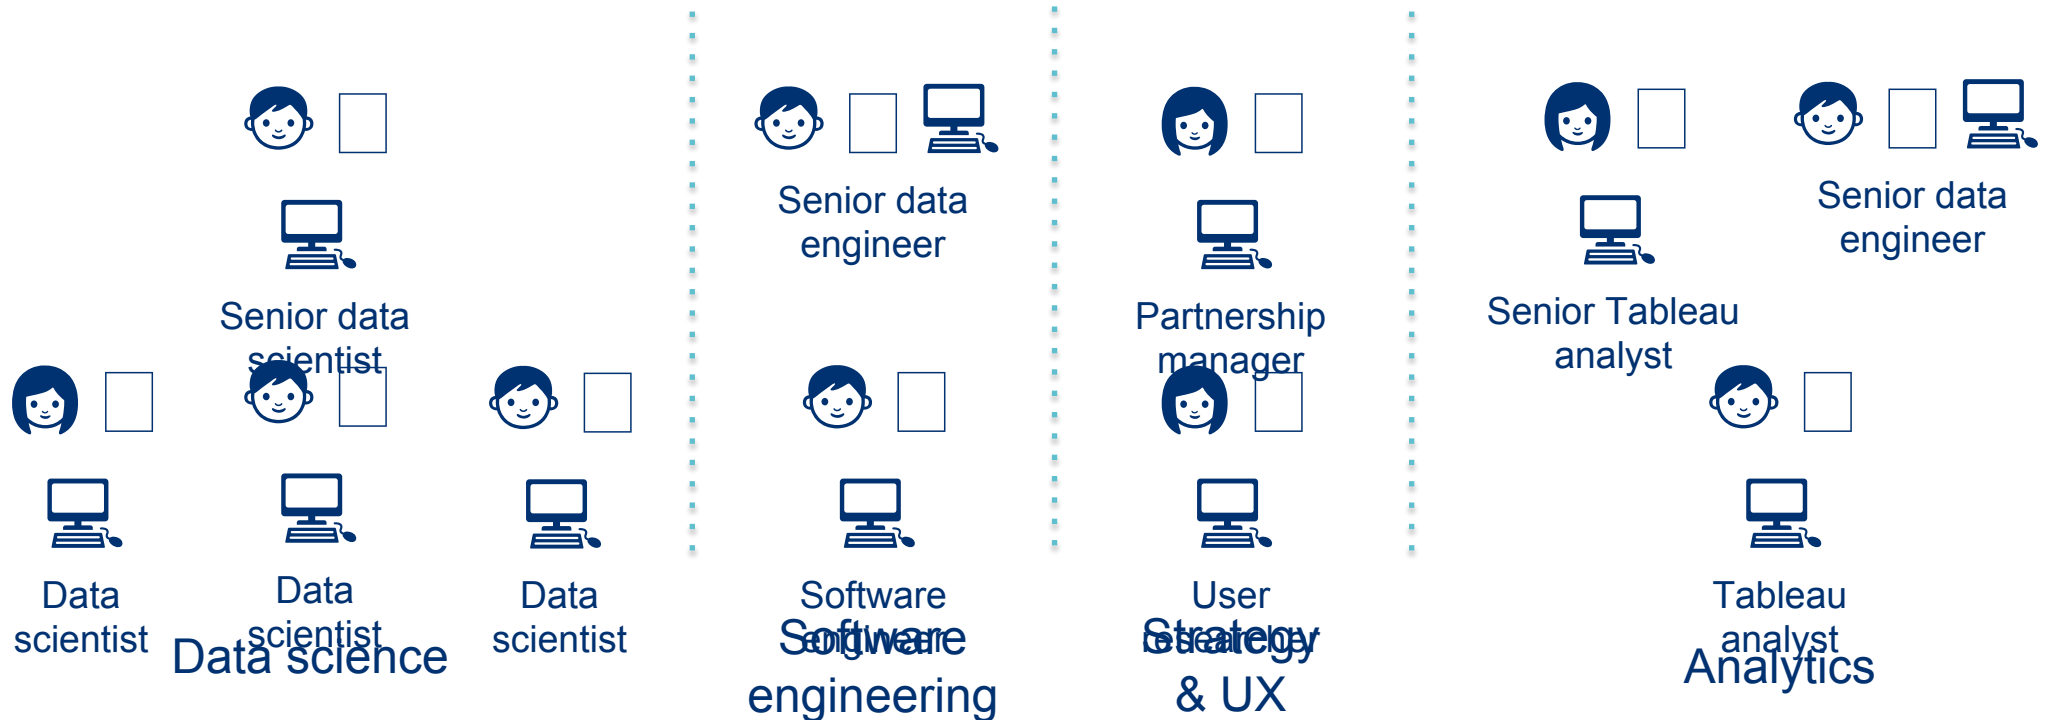 Senior data
scientist
Data
scientist
Data
scientist
Data
scientist
Data science
Senior data
engineer
Software
engineer
Software
engineering
Partnership
manager
User
researcher
Strategy
& UX
Senior Tableau
analyst
Senior data
engineer
Tableau
analyst
Analytics